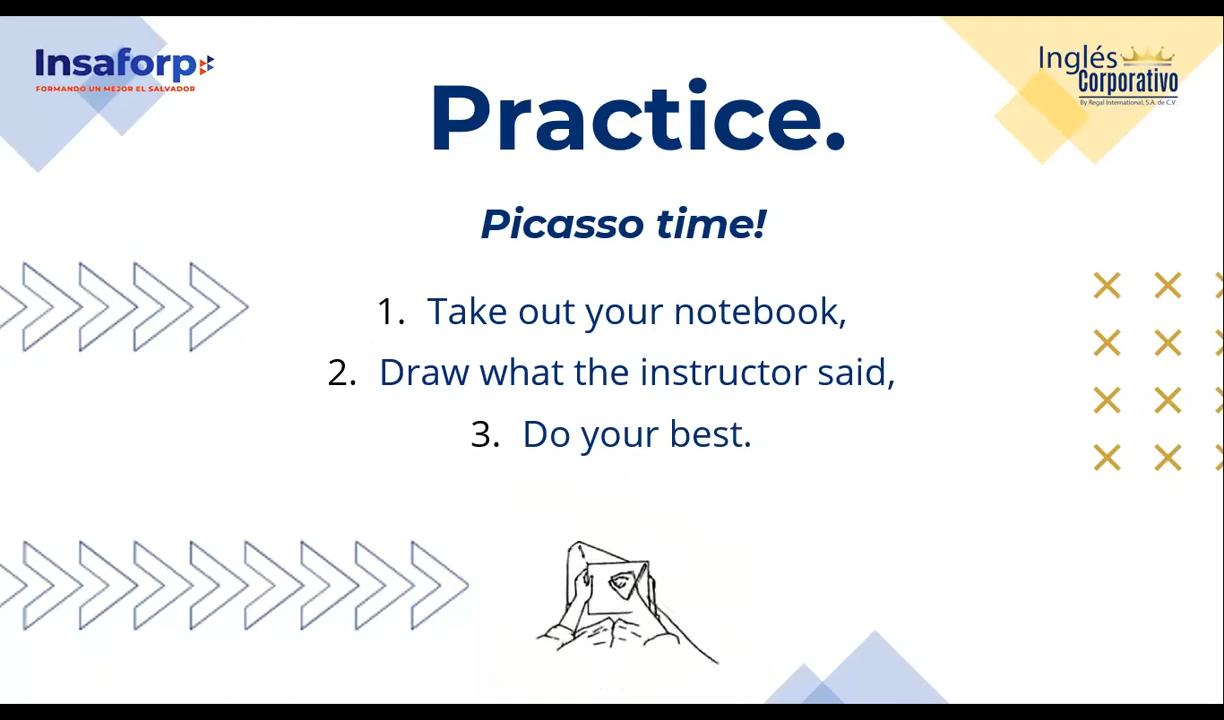 Insaforp
FORMANDO UN MEJOR EL SALVADOR
Inglés
Corporativo
By Regal International, S.A. de C.V.
Practice.
Picasso time!
1. Take out your notebook,
2. Draw what the instructor said,
3. Do your best.